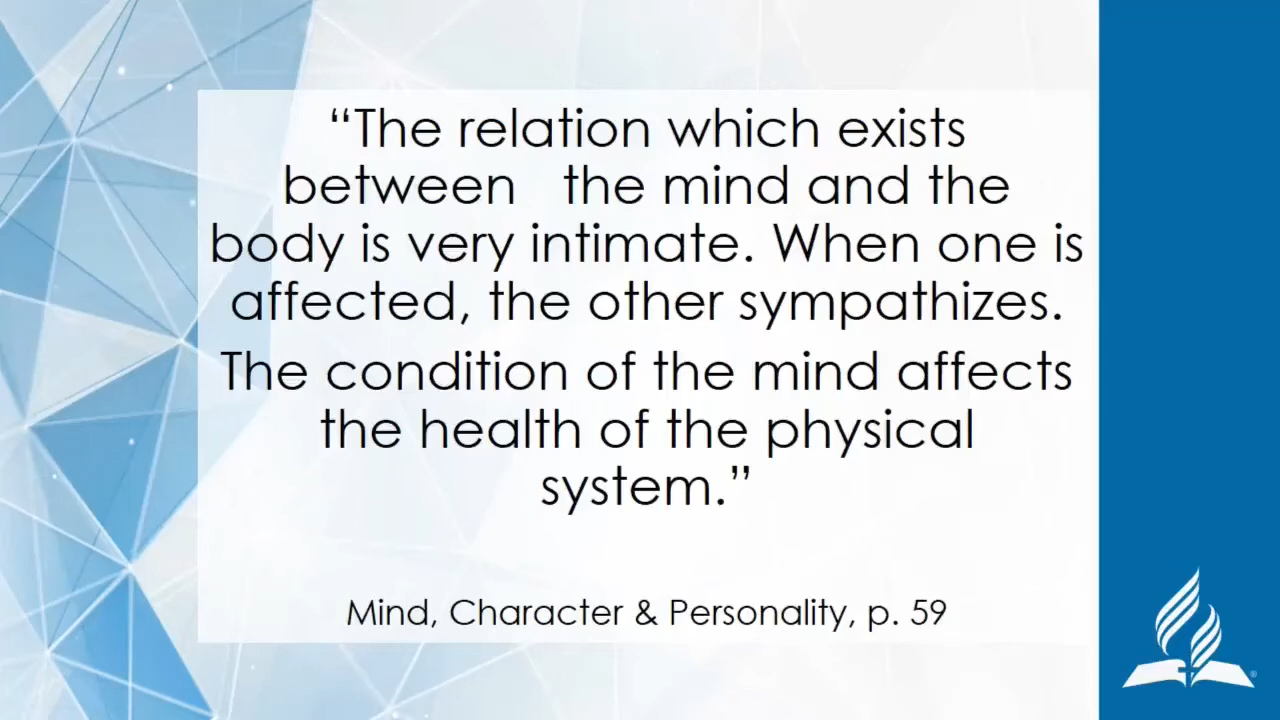 “The relation which exists
between the mind and the
body is very intimate. When one is
affected, the other sympathizes.
The condition of the mind affects
the health of the physical
system.”
Mind, Character & Personality, p. 59
®